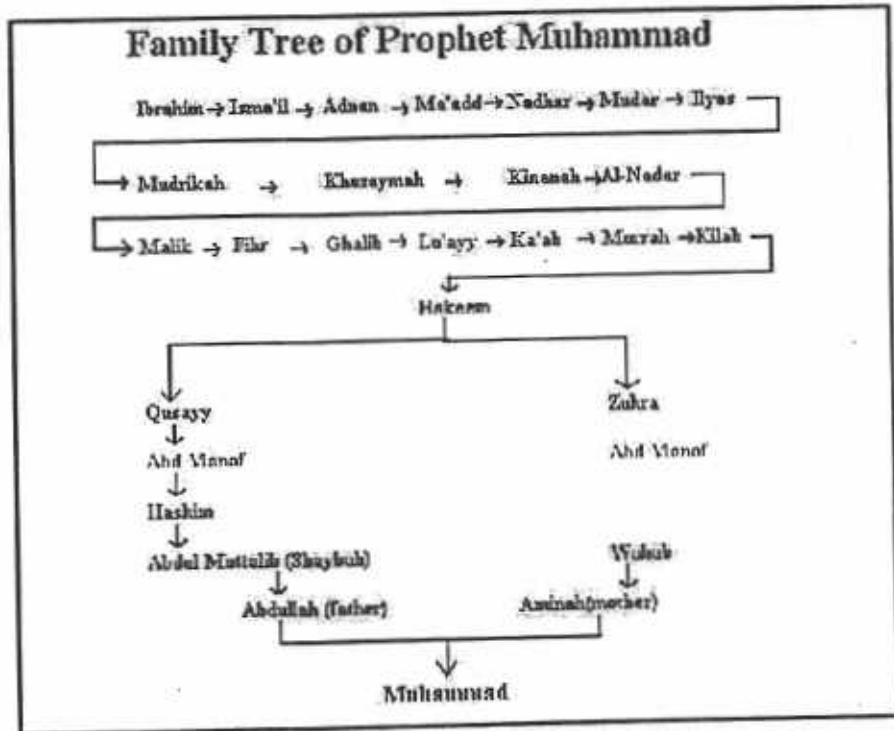 Family Tree of Prophet Muhammad
Ibrahim → Isma'il → Adnan → Ma'add → Nadhar → Mudar → Ilyas
Mudrikah → Khuzaymah → Kinanah → Al-Nadar
Malik → Fihr → Ghalib → Lu'ayy → Ka'ab → Murrah → Kilab
Hakeem
Qusayy Zuhra
Abd Manaf Abd Manaf
Hashim
Abdul Muttalib (Shaybah) Wahab
Abdullah (father) Aminah(mother)
Muhammad